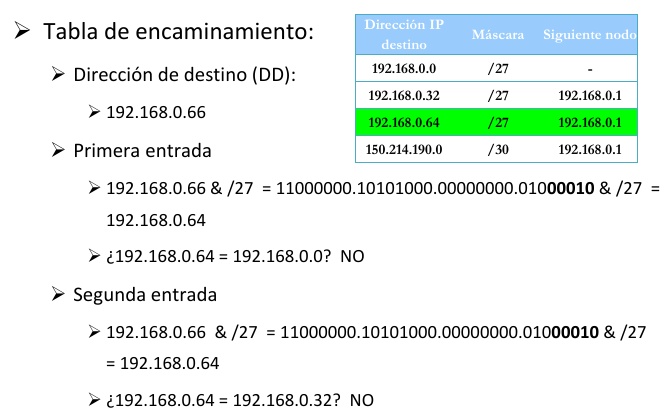 ➢ Tabla de encaminamiento:
➢ Dirección de destino (DD):
➢ 192.168.0.66
➢ Primera entrada
➢ 192.168.0.66 & /27 = 11000000.10101000.00000000.01000010 & /27 =
192.168.0.64
➢ ¿192.168.0.64 = 192.168.0.0? NO
➢ Segunda entrada
➢ 192.168.0.66 & /27 = 11000000.10101000.00000000.01000010 & /27
= 192.168.0.64
➢ ¿192.168.0.64 = 192.168.0.32? NO
Dirección IP destino Máscara Siguiente nodo
192.168.0.0 /27 -
192.168.0.32 /27 192.168.0.1
192.168.0.64 /27 192.168.0.1
150.214.190.0 /30 192.168.0.1